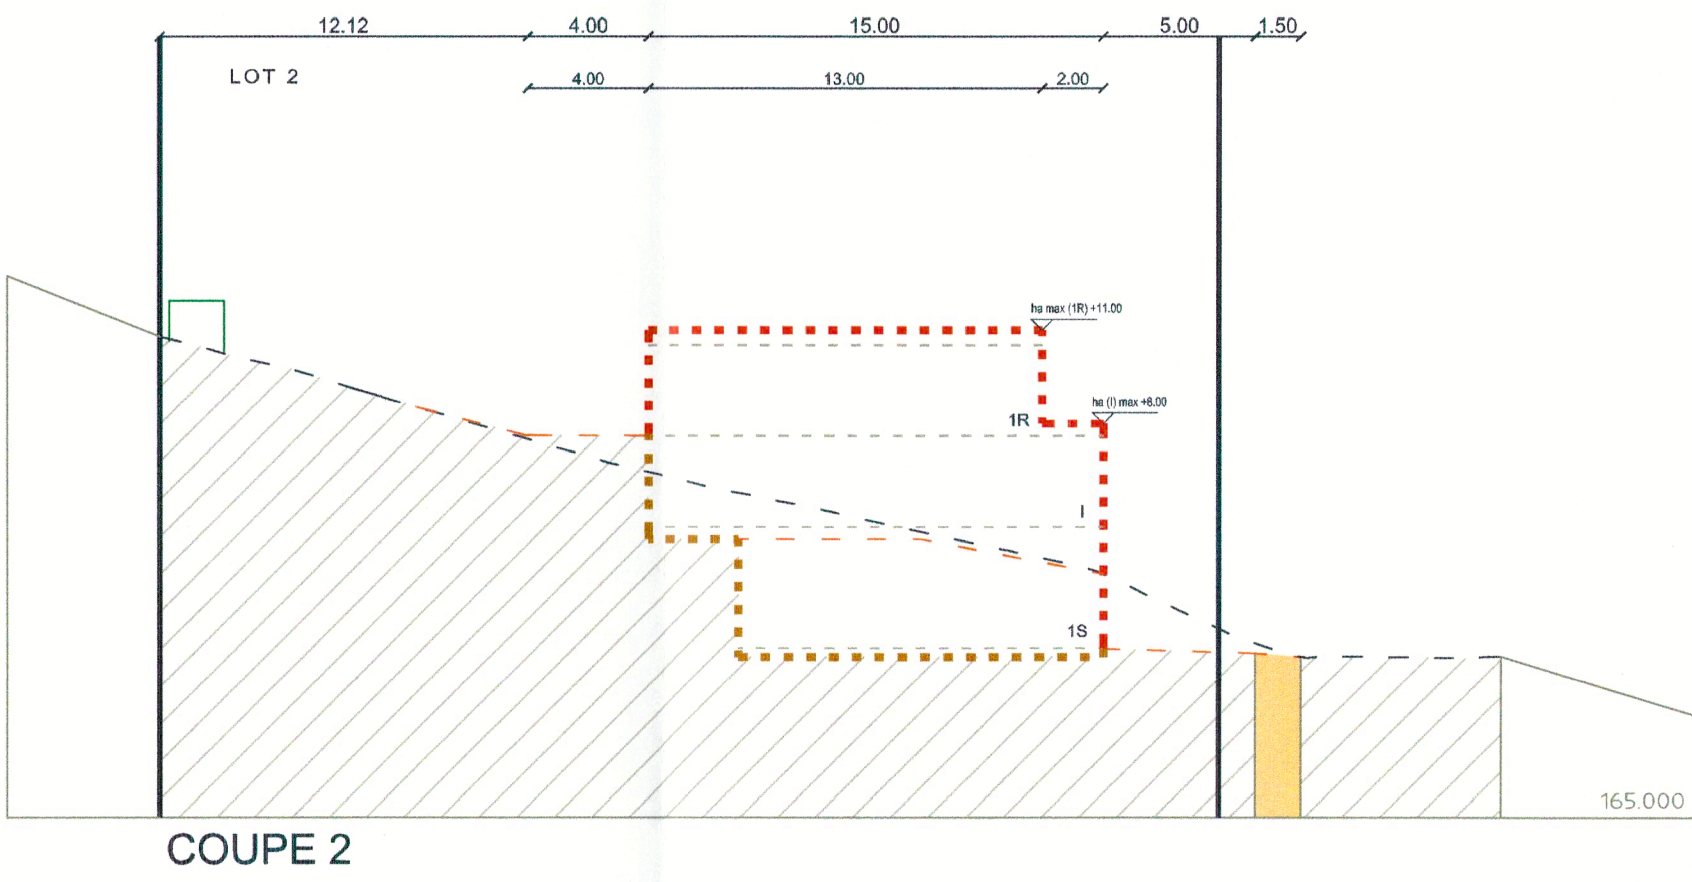 12.12 4.00 15.00 5.00 1.50
LOT 2
4.00 13.00 2.00
ha max (1R) +11.00
ha (I) max +8.00
1R
I
1S
165.000
COUPE 2